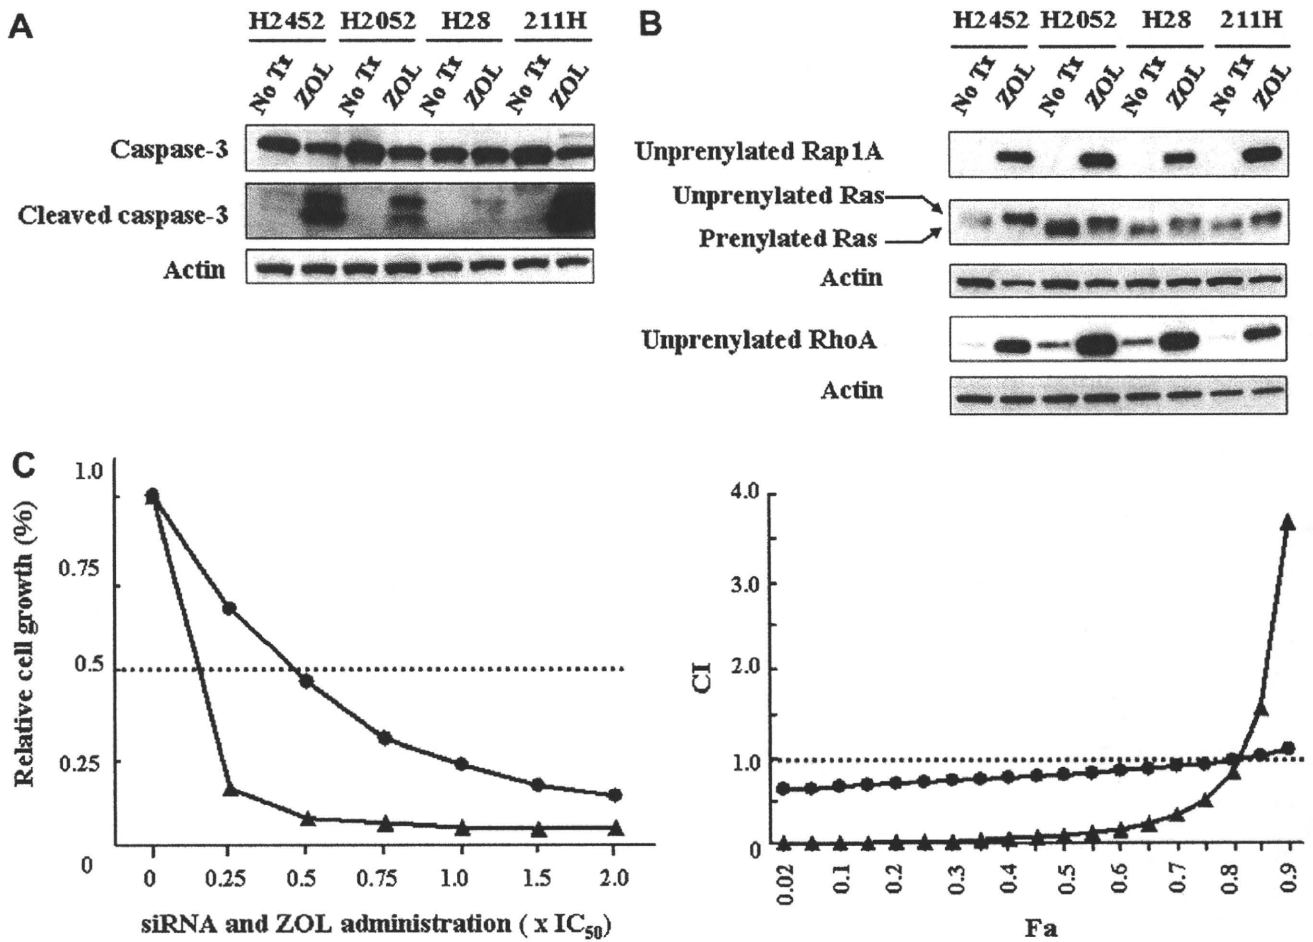 A
H2452 H2052 H28 211H
No Tx ZOL No Tx ZOL No Tx ZOL No Tx ZOL
Caspase-3
Cleaved caspase-3
Actin
B
H2452 H2052 H28 211H
No Tx ZOL No Tx ZOL No Tx ZOL No Tx ZOL
Unprenylated Rap1A
Unprenylated Ras
Prenylated Ras
Actin
Unprenylated RhoA
Actin
C
Relative cell growth (%)
1.0
0.75
0.5
0.25
0
0 0.25 0.5 0.75 1.0 1.5 2.0
siRNA and ZOL administration ( x IC50)
CI
4.0
3.0
2.0
1.0
0
0.02 0.1 0.2 0.3 0.4 0.5 0.6 0.7 0.8 0.9
Fa